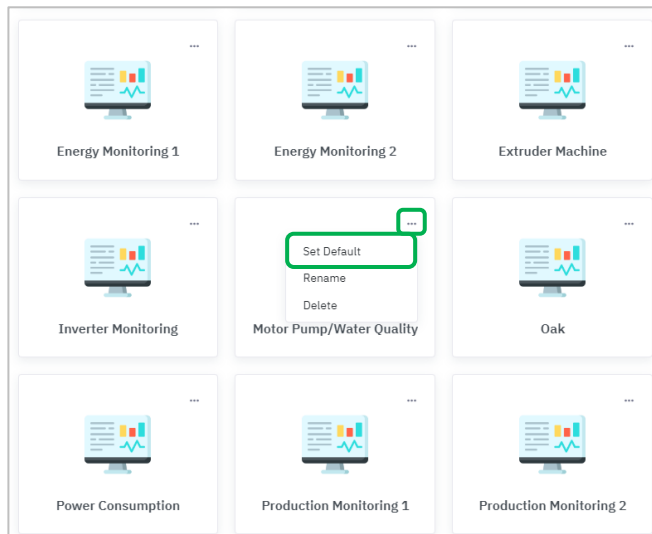 Energy Monitoring 1
Energy Monitoring 2
Extruder Machine
Set Default
Rename
Delete
Inverter Monitoring
Motor Pump/Water Quality
Oak
Power Consumption
Production Monitoring 1
Production Monitoring 2